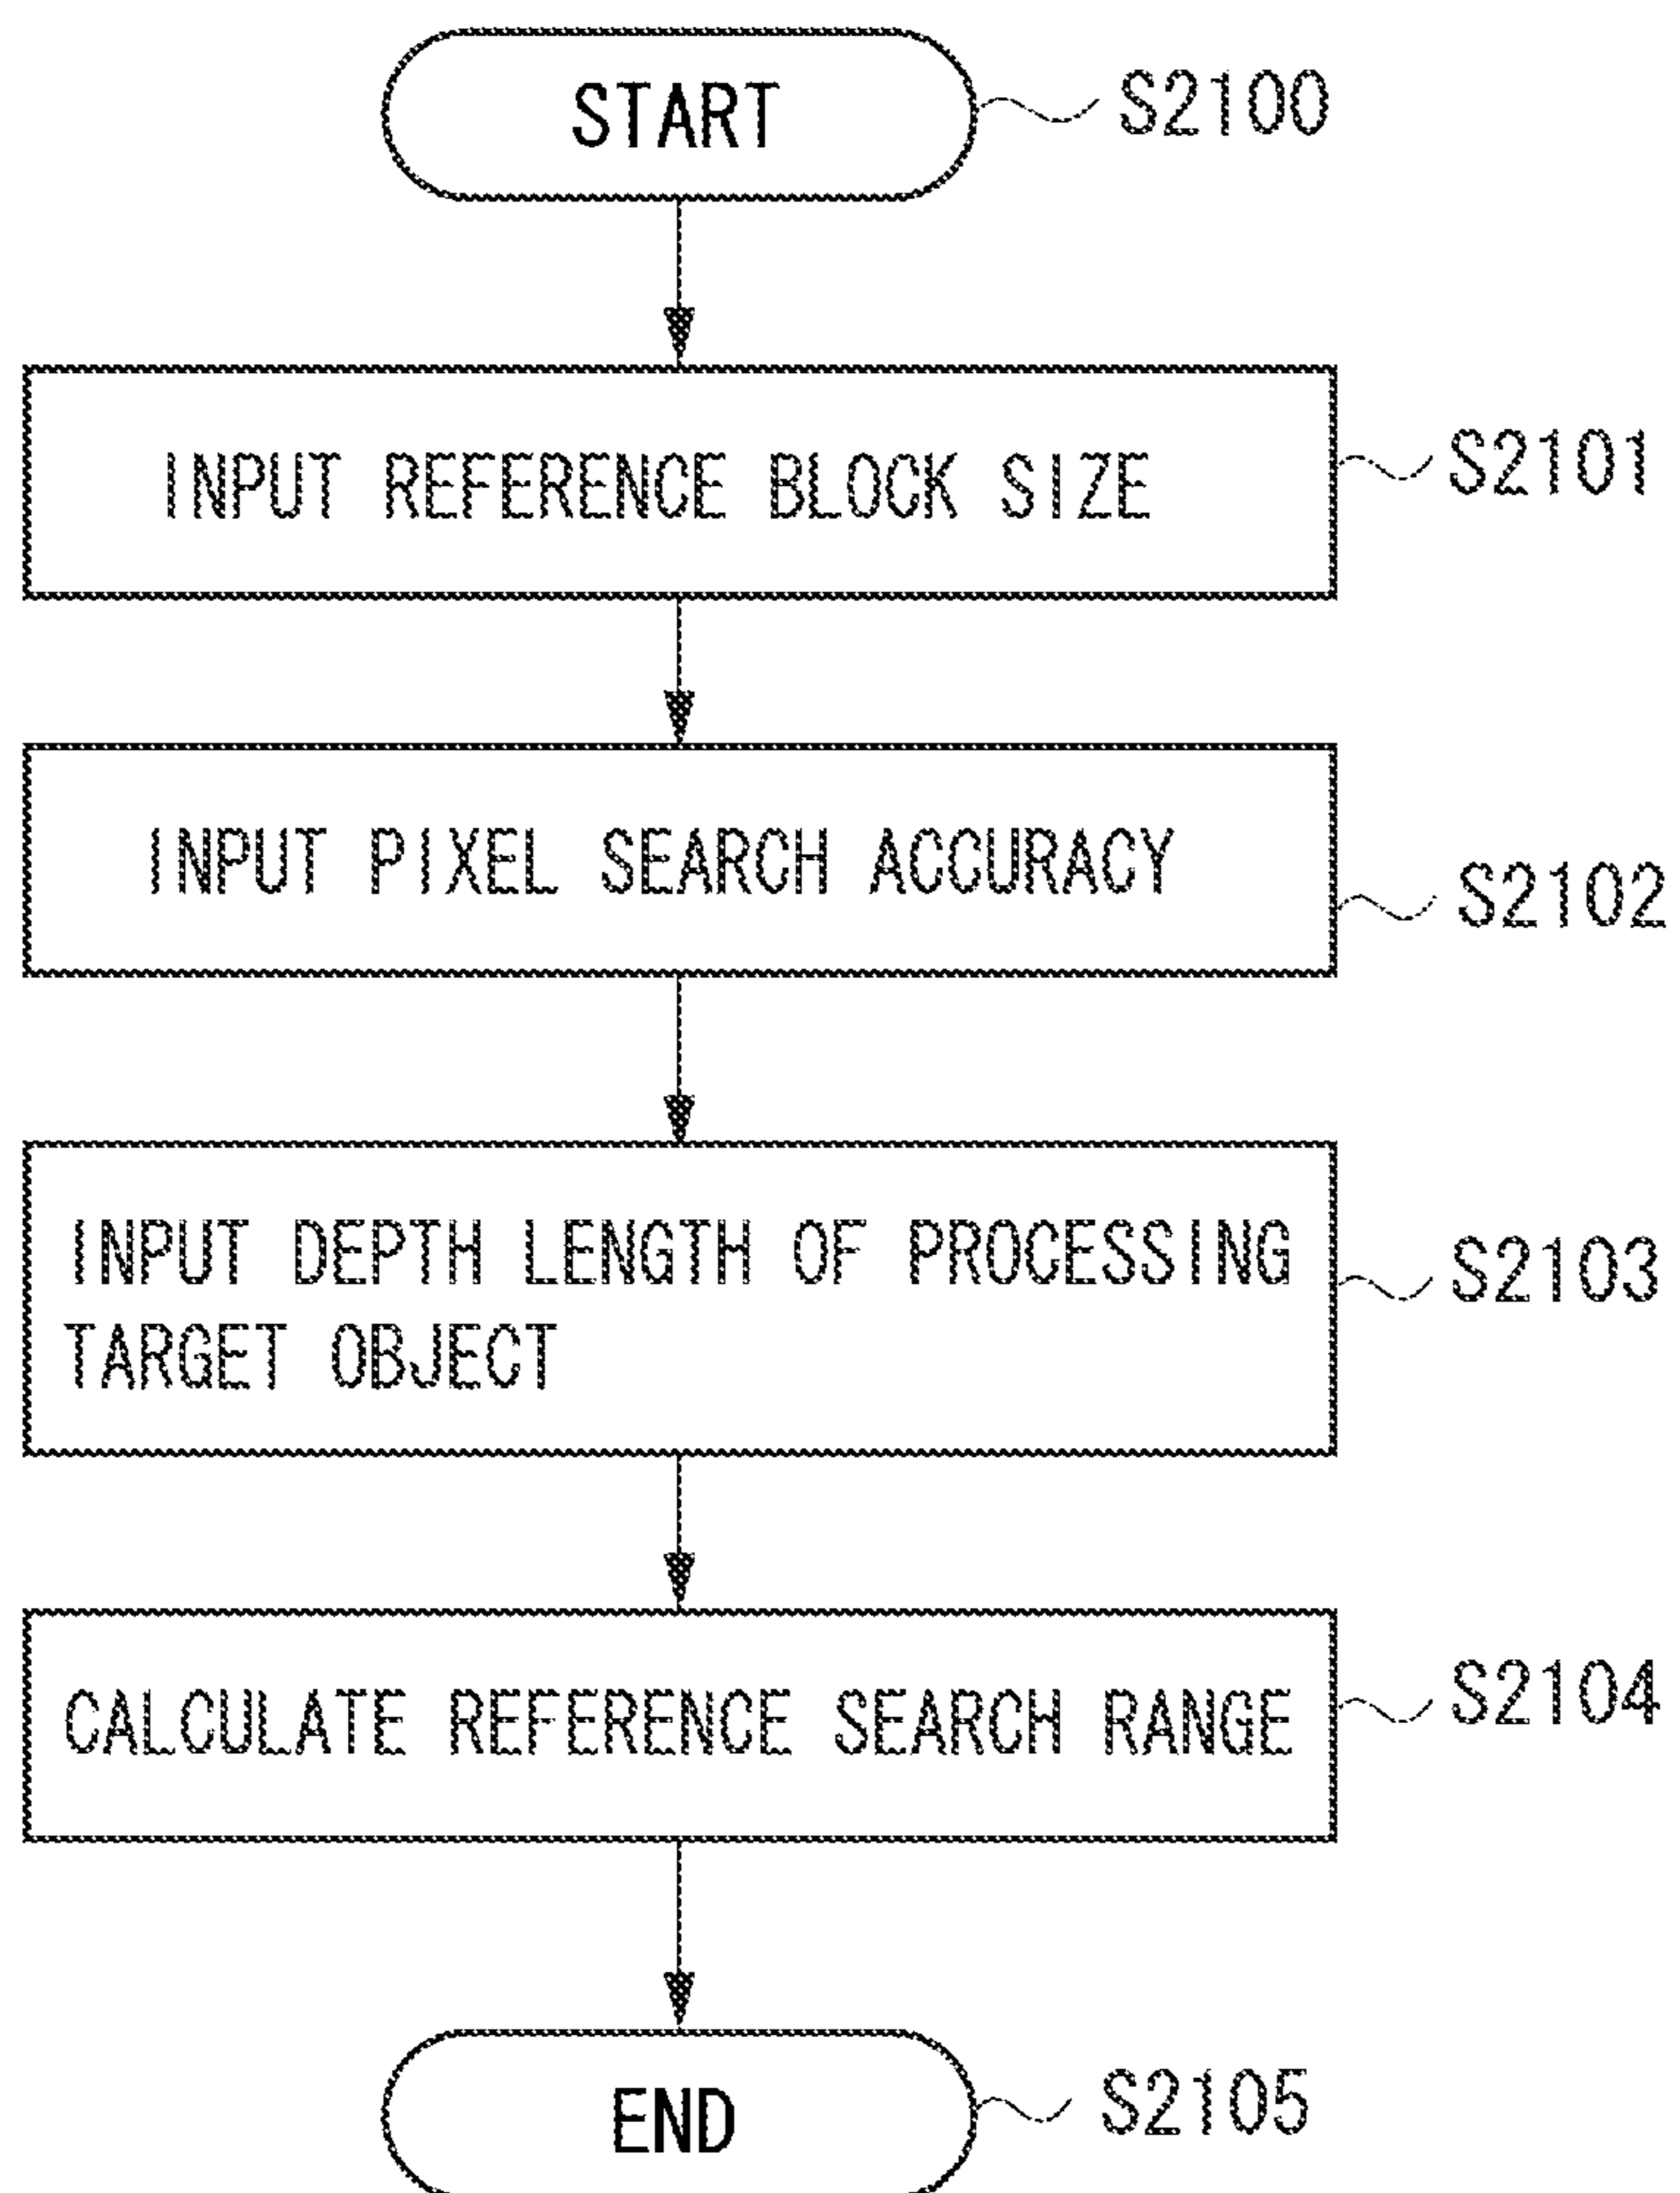 START
S2100
INPUT REFERENCE BLOCK SIZE
S2101
INPUT PIXEL SEARCH ACCURACY
S2102
INPUT DEPTH LENGTH OF PROCESSING
TARGET OBJECT
S2103
CALCULATE REFERENCE SEARCH RANGE
S2104
END
S2105